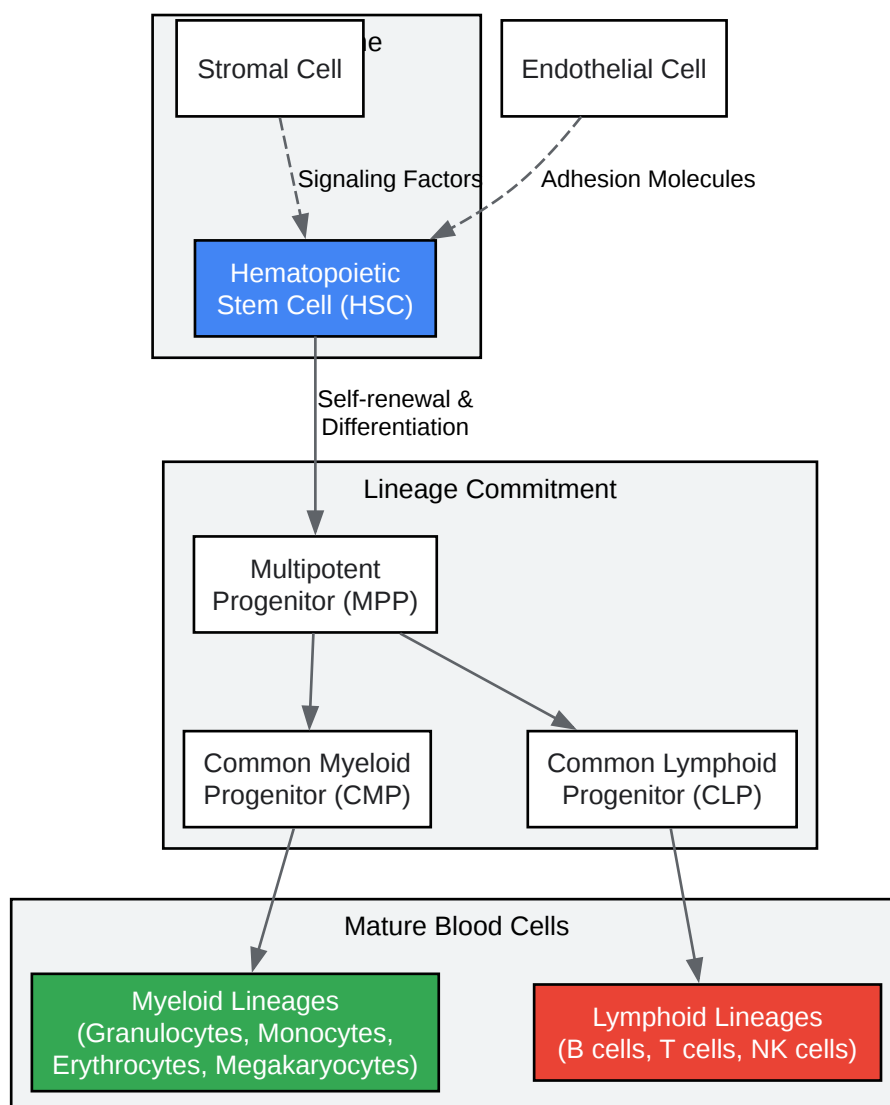 Stromal Cell
Endothelial Cell
Signaling Factors
Adhesion Molecules
Hematopoietic
Stem Cell (HSC)
Self-renewal &
Differentiation
Lineage Commitment
Multipotent
Progenitor (MPP)
Common Myeloid
Progenitor (CMP)
Common Lymphoid
Progenitor (CLP)
Mature Blood Cells
Myeloid Lineages
(Granulocytes, Monocytes,
Erythrocytes, Megakaryocytes)
Lymphoid Lineages
(B cells, T cells, NK cells)